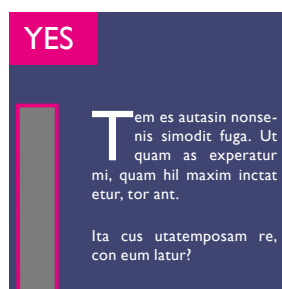 YES
Tem es autasin nonse-
nis simodit fuga. Ut
quam as experatur
mi, quam hil maxim inctat
etur, tor ant.
Ita cus utatemposam re,
con eum latur?